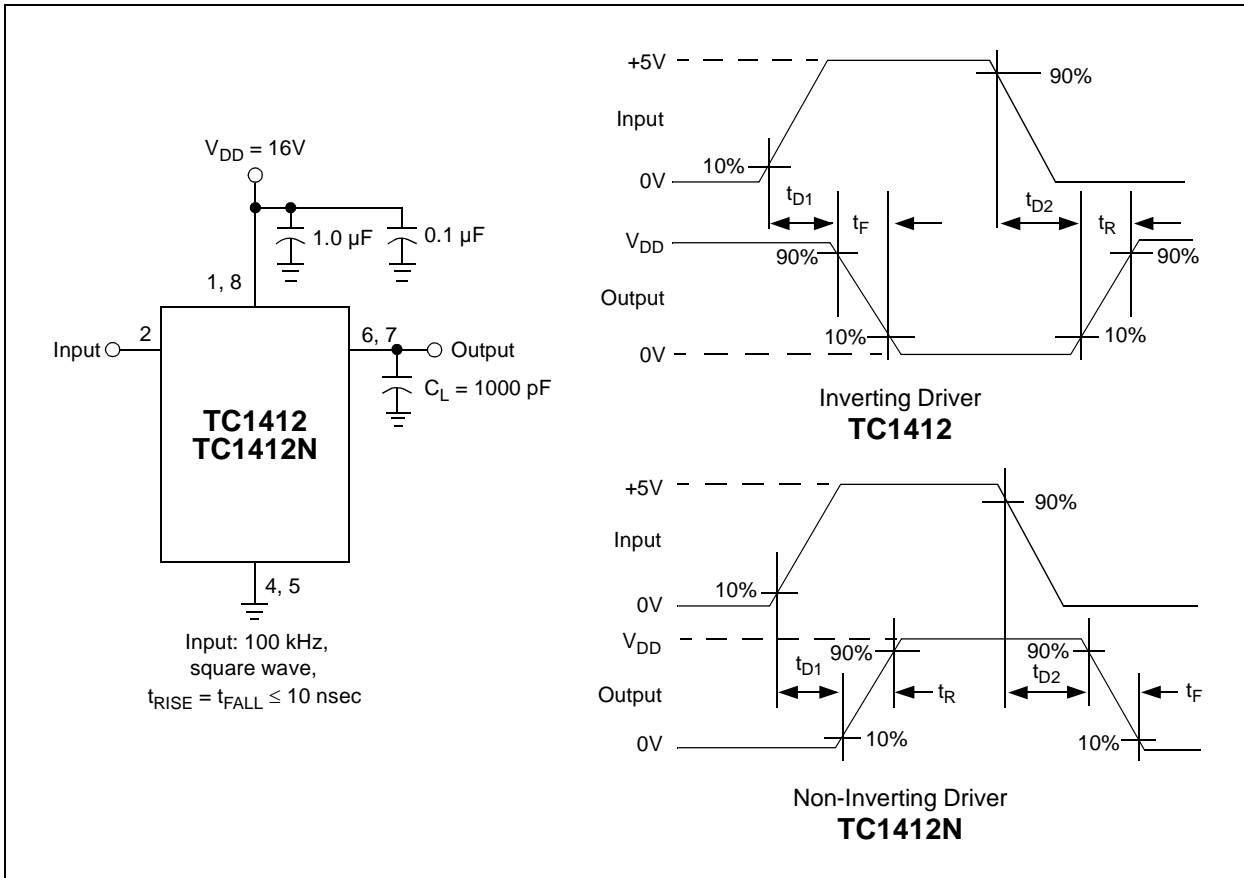 V_DD = 16V
1.0 µF
0.1 µF
1, 8
Input
2
6, 7
Output
C_L = 1000 pF
TC1412
TC1412N
4, 5
Input: 100 kHz,
square wave,
t_RISE = t_FALL ≤ 10 nsec
+5V
90%
Input
10%
0V
t_D1
t_F
t_D2
t_R
V_DD
90%
90%
Output
10%
10%
0V
Inverting Driver
TC1412
+5V
90%
Input
10%
0V
V_DD
t_D1
90%
90%
t_D2
Output
t_R
t_F
0V
10%
10%
Non-Inverting Driver
TC1412N